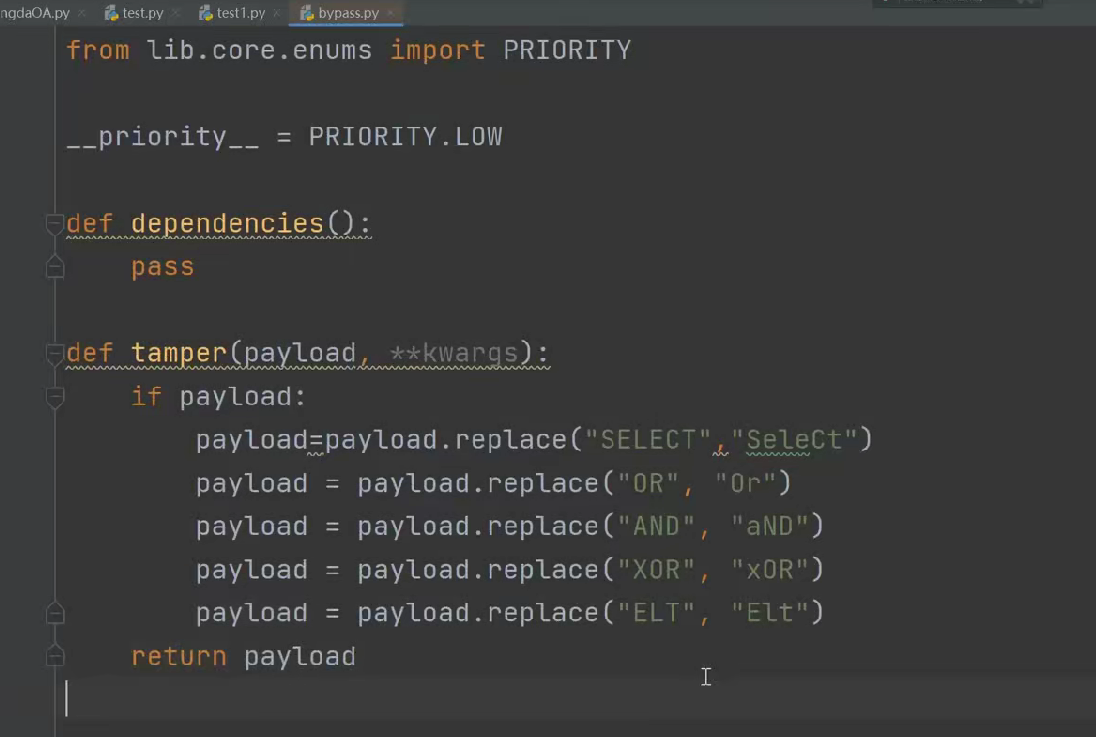 ngdaOA.py test.py test1.py bypass.py
from lib.core.enums import PRIORITY
__priority__ = PRIORITY.LOW
def dependencies():
pass
def tamper(payload, **kwargs):
if payload:
payload=payload.replace("SELECT","SeleCt")
payload = payload.replace("OR", "Or")
payload = payload.replace("AND", "aND")
payload = payload.replace("XOR", "xOR")
payload = payload.replace("ELT", "Elt")
return payload